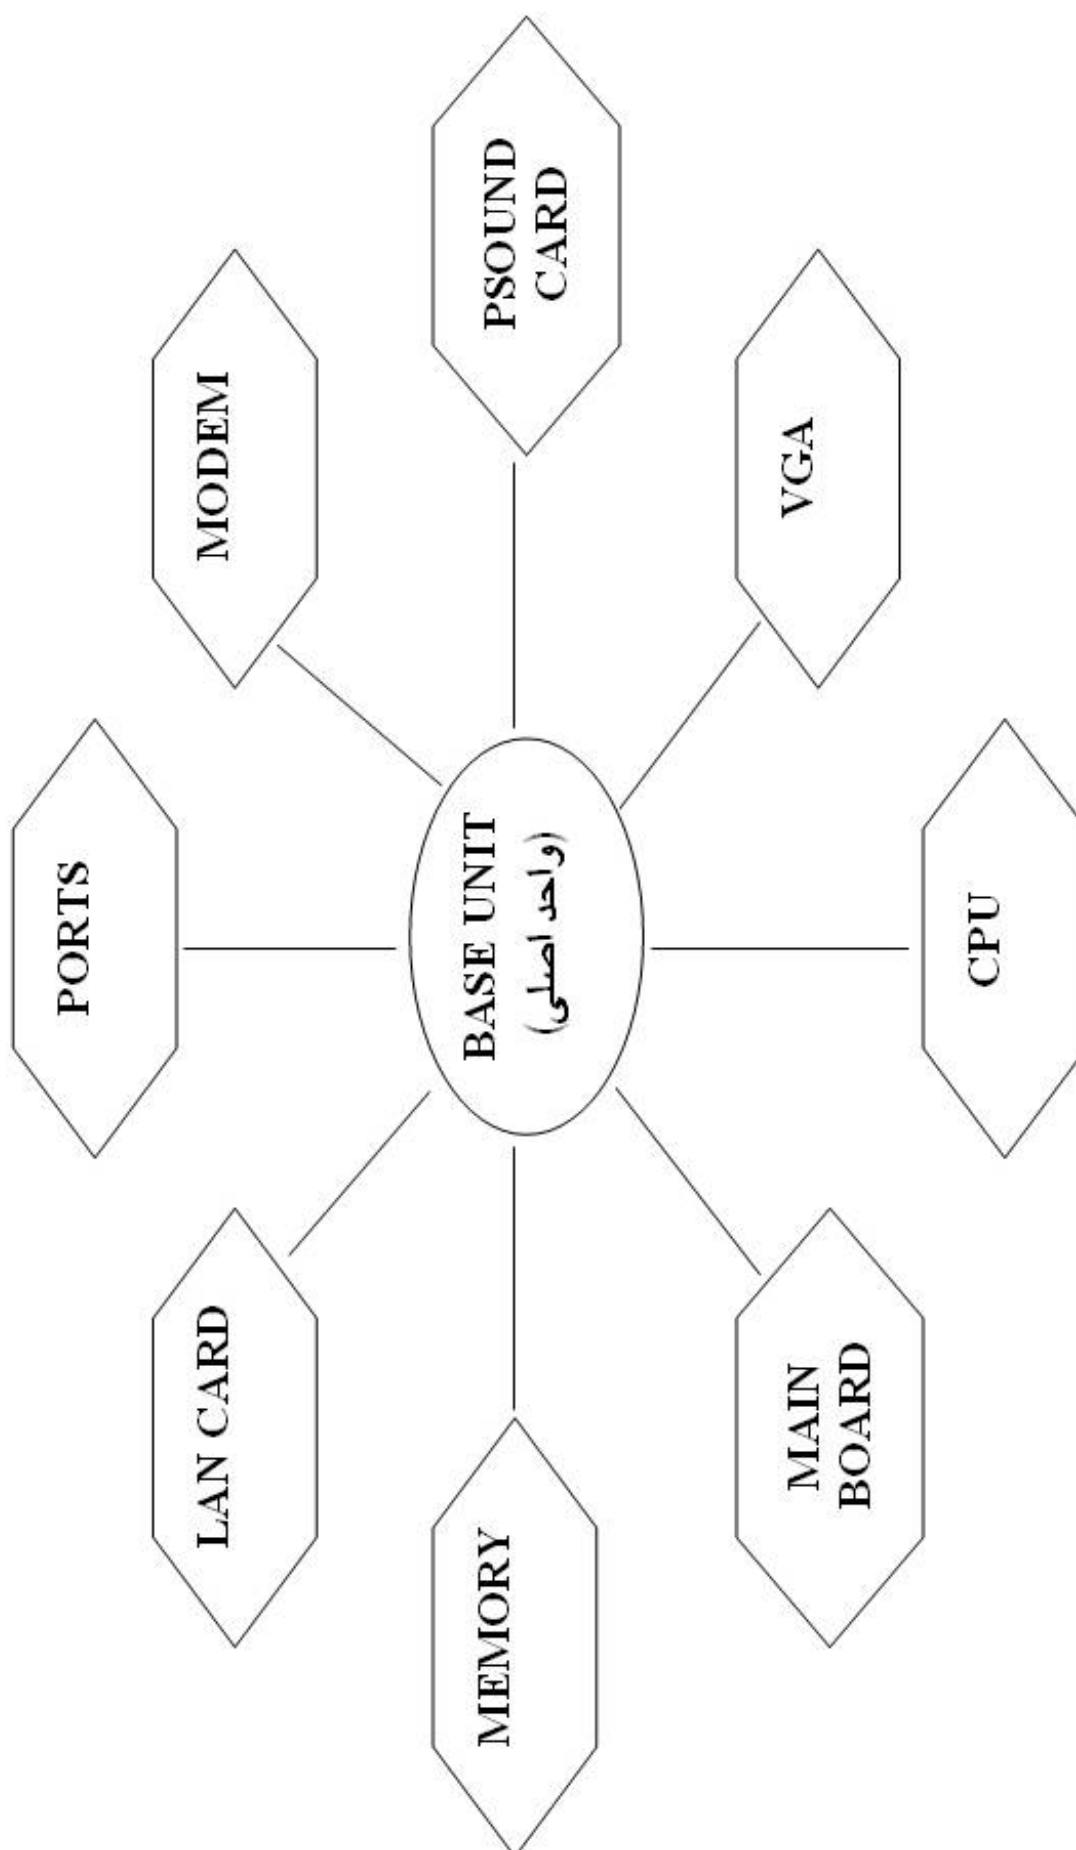 PORTS
LAN CARD
MODEM
MEMORY
BASE UNIT
(واحد اصلی)
PSOUND
CARD
MAIN
BOARD
VGA
CPU